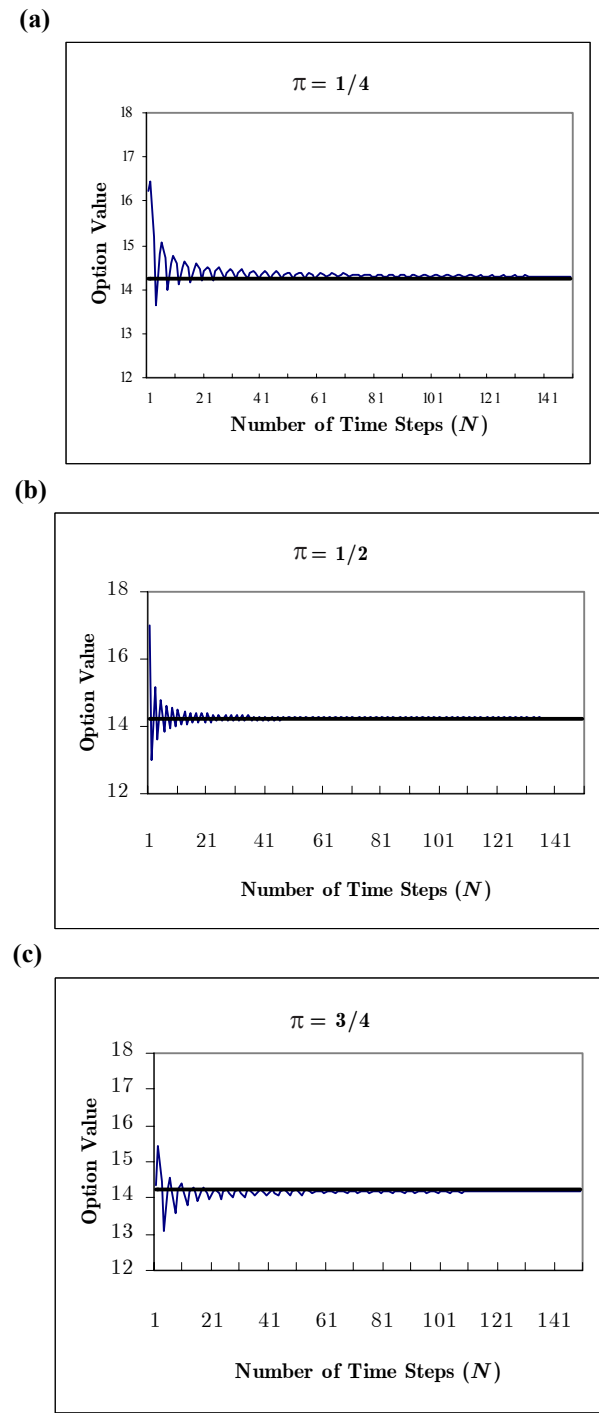 (a)
π = 1/4
18
17
16
15
14
13
12
Option Value
1 21 41 61 81 101 121 141
Number of Time Steps (N)
(b)
π = 1/2
18
16
14
12
Option Value
1 21 41 61 81 101 121 141
Number of Time Steps (N)
(c)
π = 3/4
18
17
16
15
14
13
12
Option Value
1 21 41 61 81 101 121 141
Number of Time Steps (N)